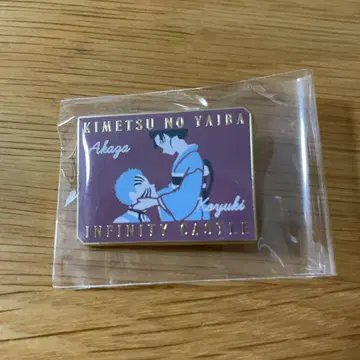 KIMETSU NO YAIBA
Akaza
Koyuki
INFINITY CASTLE